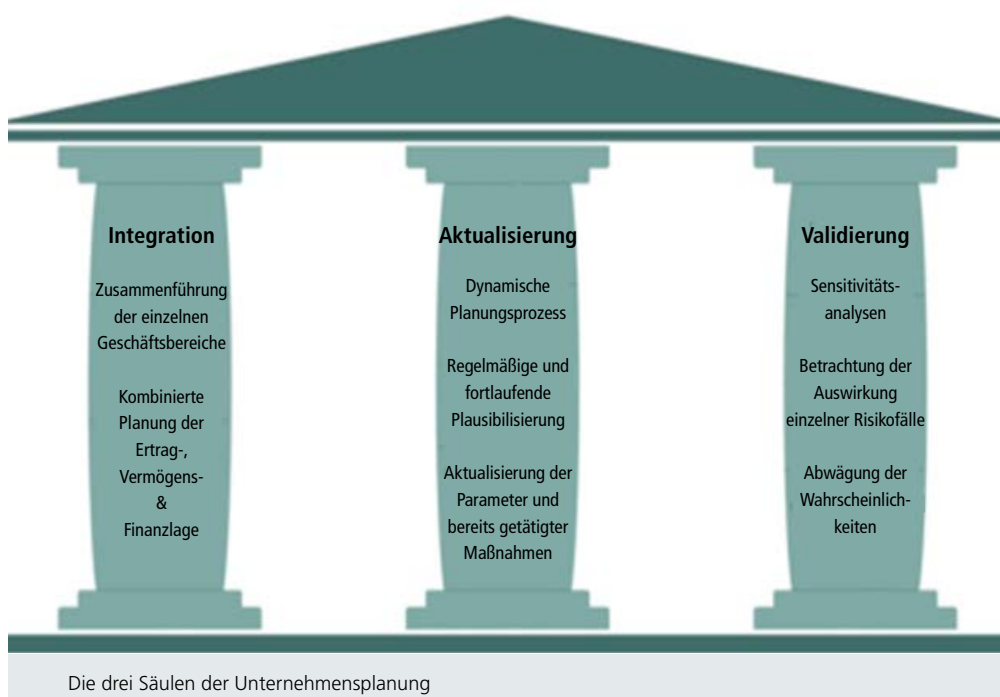 Integration
Zusammenführung
der einzelnen
Geschäftsbereiche
Kombinierte
Planung der
Ertrag-,
Vermögens-
&
Finanzlage
Aktualisierung
Dynamische
Planungsprozess
Regelmäßige und
fortlaufende
Plausibilisierung
Aktualisierung der
Parameter und
bereits getätigter
Maßnahmen
Validierung
Sensitivitäts-
analysen
Betrachtung der
Auswirkung
einzelner Risikofälle
Abwägung der
Wahrscheinlich-
keiten
Die drei Säulen der Unternehmensplanung